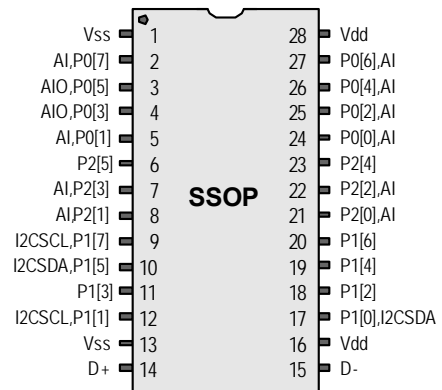 Vss 1 28 Vdd
AI,P0[7] 2 27 P0[6],AI
AIO,P0[5] 3 26 P0[4],AI
AIO,P0[3] 4 25 P0[2],AI
AI,P0[1] 5 24 P0[0],AI
P2[5] 6 23 P2[4]
AI,P2[3] 7 SSOP 22 P2[2],AI
AI,P2[1] 8 21 P2[0],AI
I2CSCL,P1[7] 9 20 P1[6]
I2CSDA,P1[5] 10 19 P1[4]
P1[3] 11 18 P1[2]
I2CSCL,P1[1] 12 17 P1[0],I2CSDA
Vss 13 16 Vdd
D+ 14 15 D-